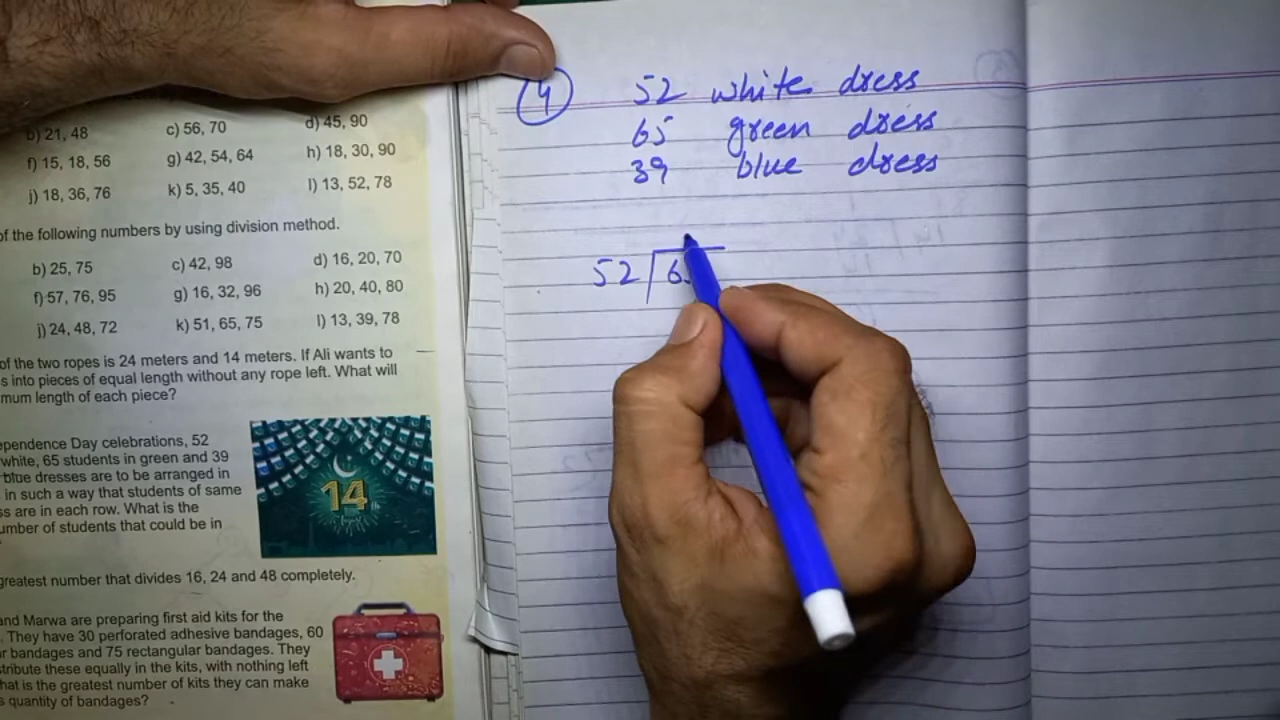 b) 21, 48 c) 56, 70 d) 45, 90
f) 15, 18, 56 g) 42, 54, 64 h) 18, 30, 90
j) 18, 36, 76 k) 5, 35, 40 l) 13, 52, 78
of the following numbers by using division method.
b) 25, 75 c) 42, 98 d) 16, 20, 70
f) 57, 76, 95 g) 16, 32, 96 h) 20, 40, 80
j) 24, 48, 72 k) 51, 65, 75 l) 13, 39, 78
of the two ropes is 24 meters and 14 meters. If Ali wants to
s into pieces of equal length without any rope left. What will
mum length of each piece?
ependence Day celebrations, 52
white, 65 students in green and 39
blue dresses are to be arranged in
in such a way that students of same
ss are in each row. What is the
umber of students that could be in
14
greatest number that divides 16, 24 and 48 completely.
and Marwa are preparing first aid kits for the
. They have 30 perforated adhesive bandages, 60
r bandages and 75 rectangular bandages. They
stribute these equally in the kits, with nothing left
hat is the greatest number of kits they can make
s quantity of bandages?
4 52 white dress
65 green dress
39 blue dress
52 6